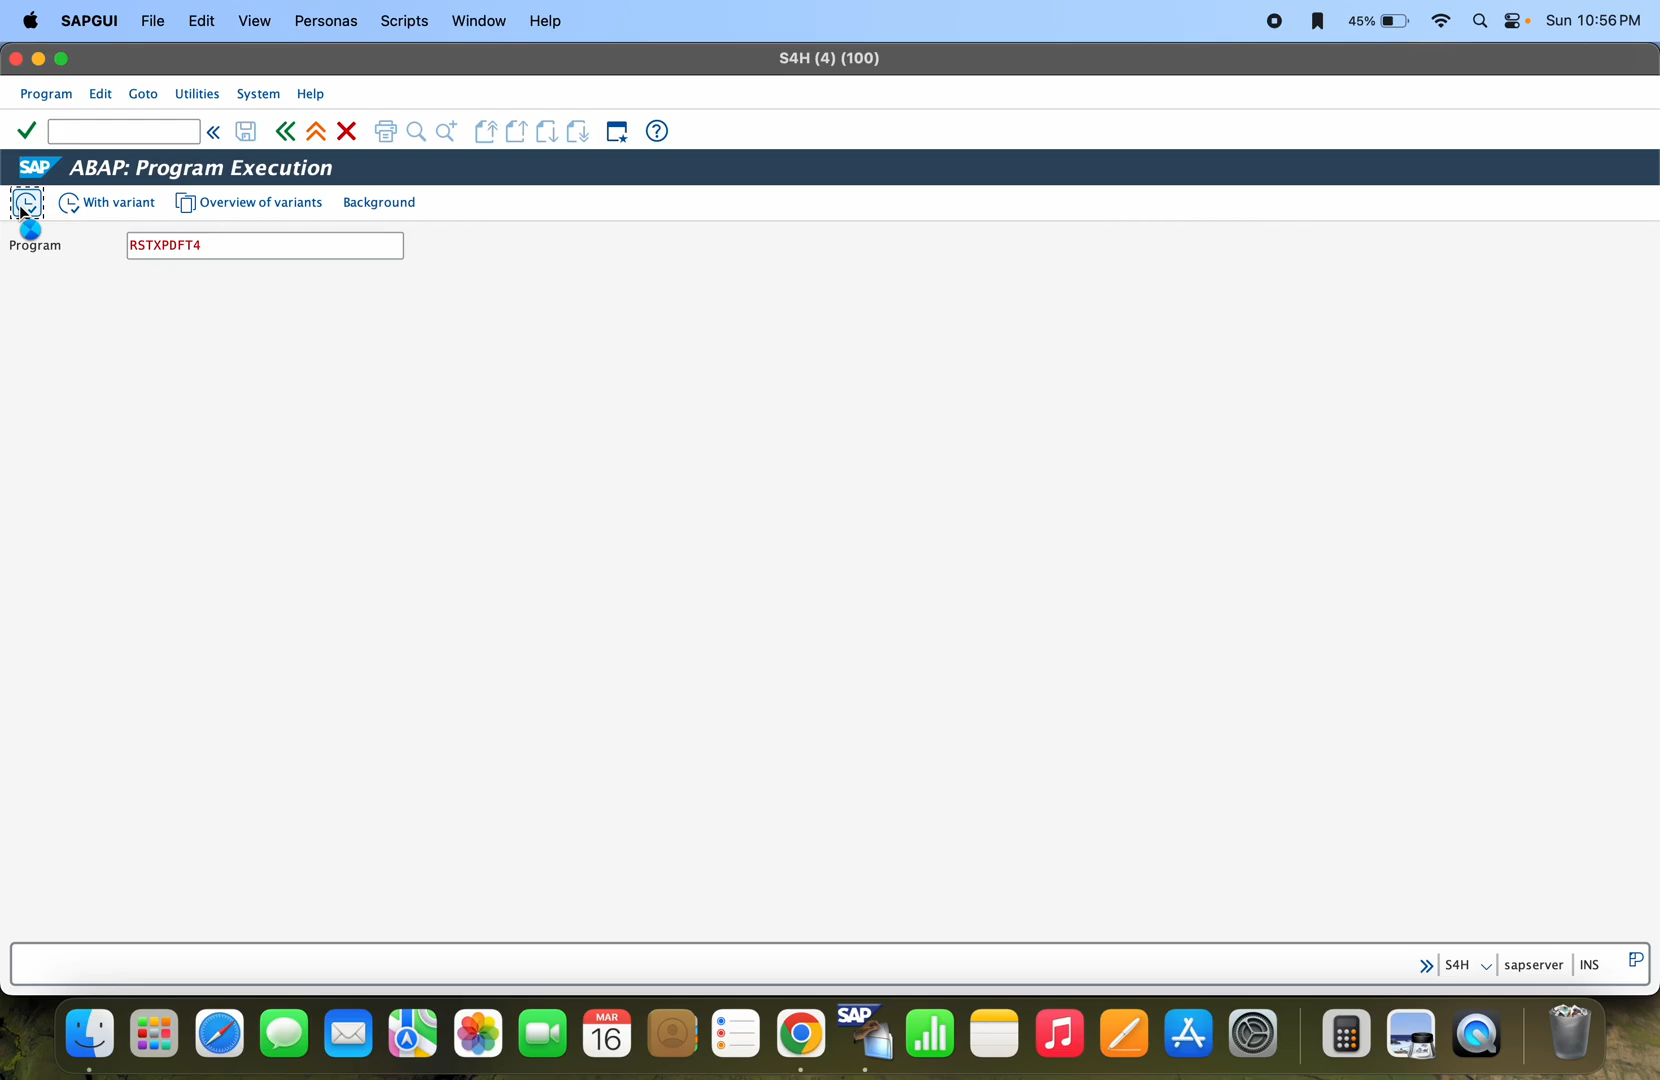 SAPGUI File Edit View Personas Scripts Window Help 45% Sun 10:56 PM
S4H (4) (100)
Program Edit Goto Utilities System Help
SAP ABAP: Program Execution
With variant Overview of variants Background
Program RSTXPDFT4
S4H sapserver INS
MAR
16
SAP